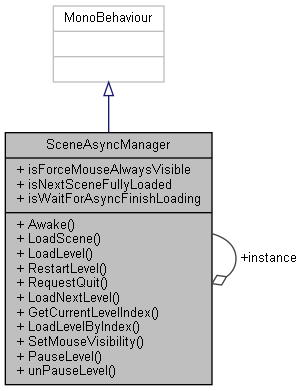 MonoBehaviour
SceneAsyncManager
+ isForceMouseAlwaysVisible
+ isNextSceneFullyLoaded
+ isWaitForAsyncFinishLoading
+ Awake()
+ LoadScene()
+ LoadLevel()
+ RestartLevel()
+ RequestQuit()
+ LoadNextLevel()
+ GetCurrentLevelIndex()
+ LoadLevelByIndex()
+ SetMouseVisibility()
+ PauseLevel()
+ unPauseLevel()
+instance